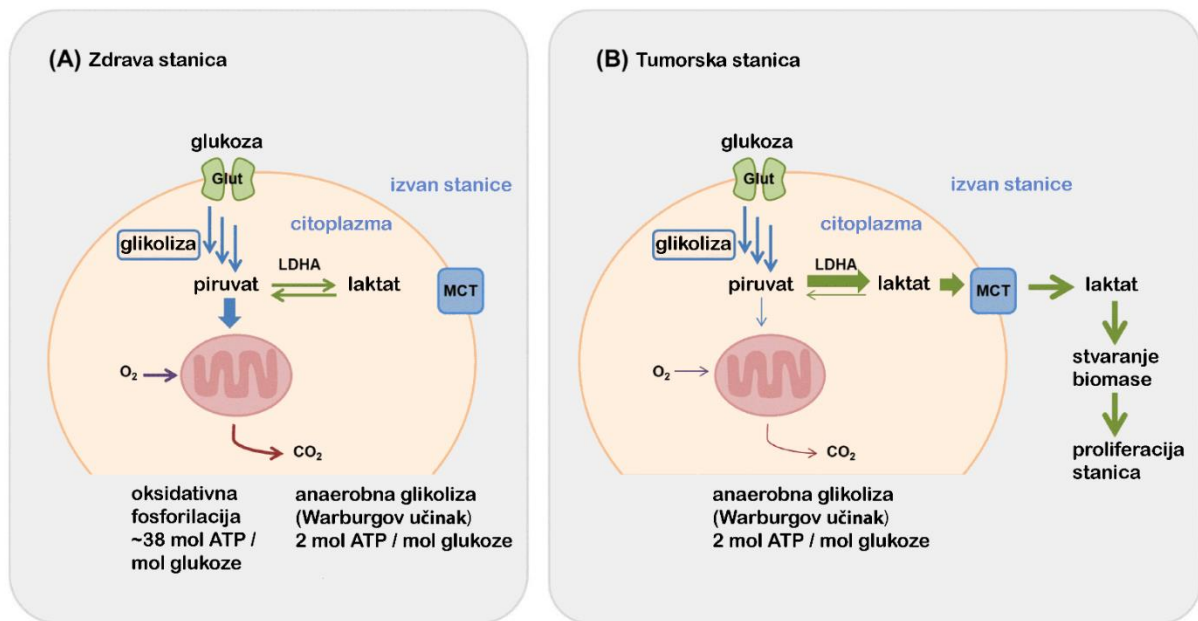 (A) Zdrava stanica
glukoza
Glut
izvan stanice
citoplazma
glikoliza
LDHA
piruvat
laktat
MCT
O₂
CO₂
oksidativna
fosforilacija
~38 mol ATP /
mol glukoze
anaerobna glikoliza
(Warburgov učinak)
2 mol ATP / mol glukoze
(B) Tumorska stanica
glukoza
Glut
izvan stanice
citoplazma
glikoliza
LDHA
piruvat
laktat
MCT
laktat
stvaranje
biomase
O₂
proliferacija
stanica
CO₂
anaerobna glikoliza
(Warburgov učinak)
2 mol ATP / mol glukoze